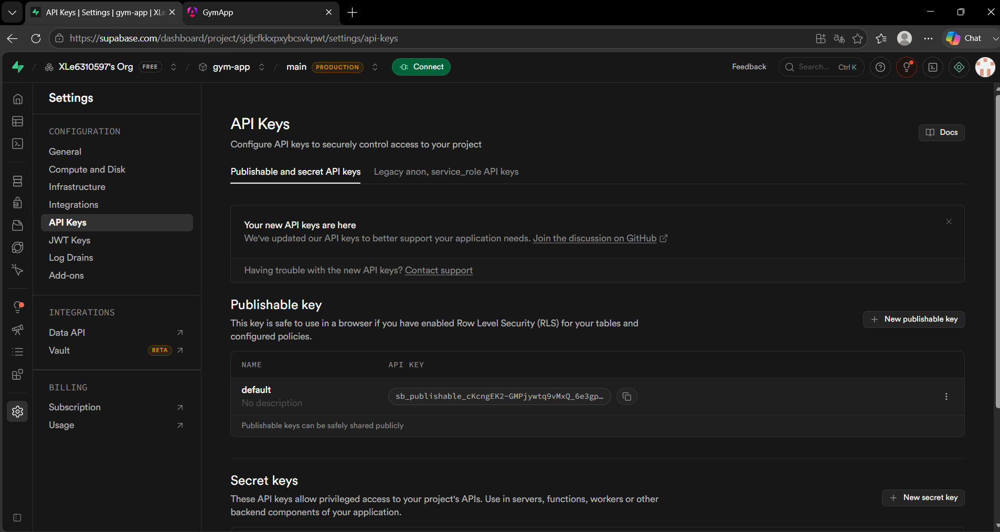 API Keys | Settings | gym-app | XLe
GymApp
https://supabase.com/dashboard/project/sjdjcfkkxpxybcsvkpwt/settings/api-keys
Chat
XLe6310597's Org FREE
gym-app
main PRODUCTION
Connect
Feedback
Search... Ctrl K
Settings
CONFIGURATION
General
Compute and Disk
Infrastructure
Integrations
API Keys
JWT Keys
Log Drains
Add-ons
INTEGRATIONS
Data API
Vault BETA
BILLING
Subscription
Usage
API Keys
Configure API keys to securely control access to your project
Docs
Publishable and secret API keys
Legacy anon, service_role API keys
Your new API keys are here
We've updated our API keys to better support your application needs. Join the discussion on GitHub
Having trouble with the new API keys? Contact support
Publishable key
This key is safe to use in a browser if you have enabled Row Level Security (RLS) for your tables and
configured policies.
New publishable key
NAME API KEY
default
No description
sb_publishable_cKcngEK2-GMPjywtq9vMxQ_6e3gp…
Publishable keys can be safely shared publicly
Secret keys
These API keys allow privileged access to your project's APIs. Use in servers, functions, workers or other
backend components of your application.
New secret key